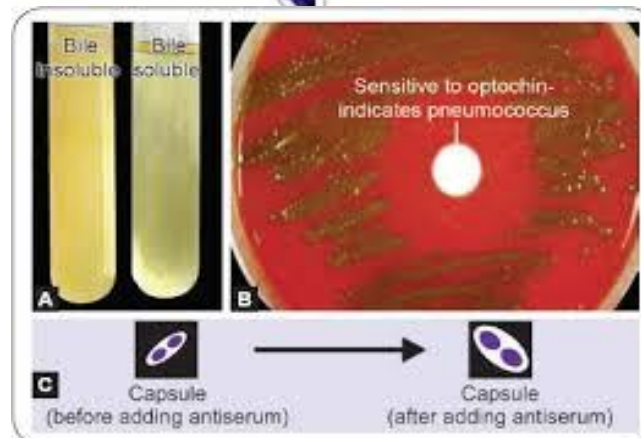 Bile
insoluble
Bile
soluble
A
Sensitive to optochin-
indicates pneumococcus
B
C
Capsule
(before adding antiserum)
Capsule
(after adding antiserum)